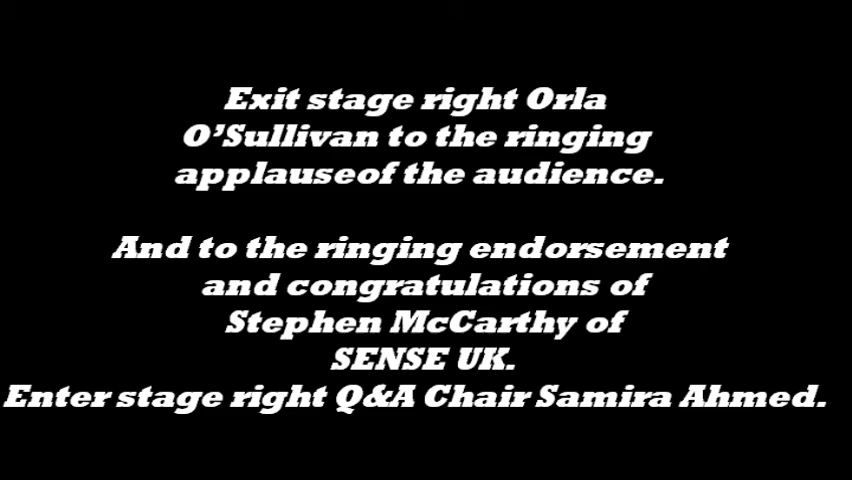 Exit stage right Orla
O’Sullivan to the ringing
applauseof the audience.
And to the ringing endorsement
and congratulations of
Stephen McCarthy of
SENSE UK.
Enter stage right Q&A Chair Samira Ahmed.